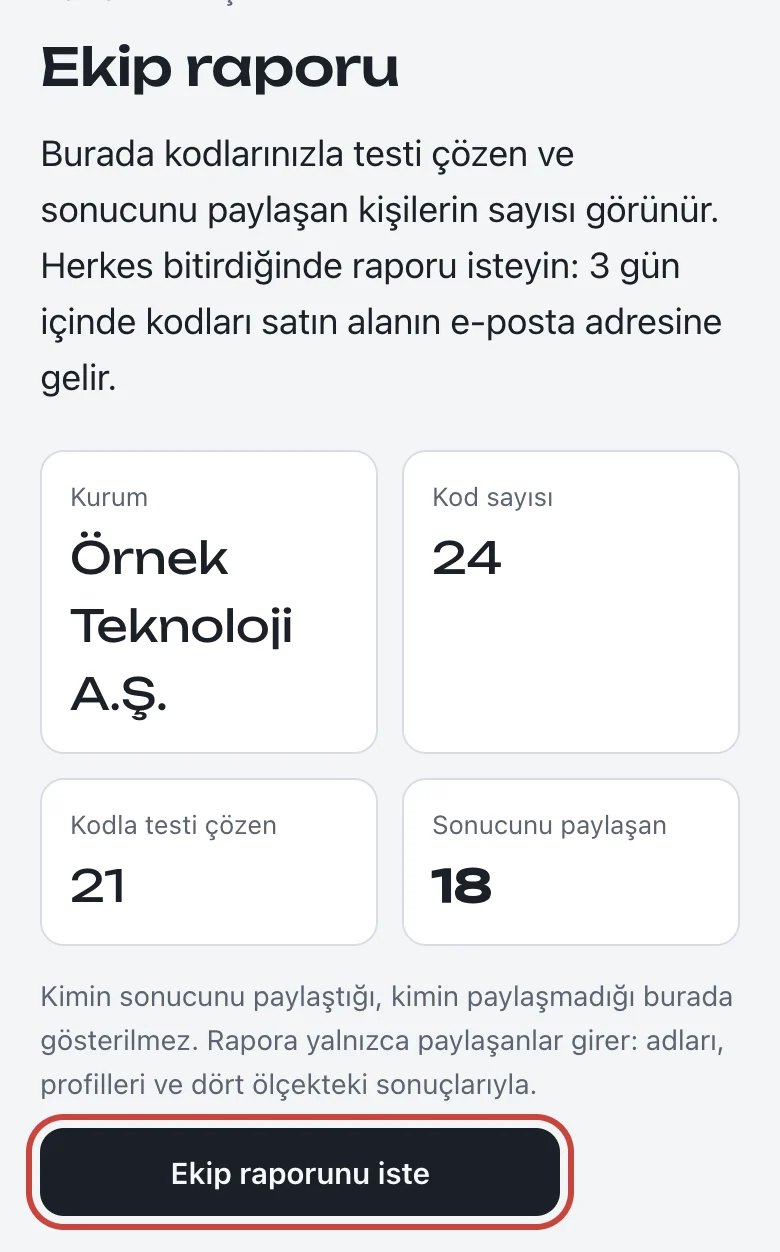 Ekip raporu
Burada kodlarınızla testi çözen ve
sonucunu paylaşan kişilerin sayısı görünür.
Herkes bitirdiğinde raporu isteyin: 3 gün
içinde kodları satın alanın e-posta adresine
gelir.
Kurum
Örnek
Teknoloji
A.Ş.
Kod sayısı
24
Kodla testi çözen
21
Sonucunu paylaşan
18
Kimin sonucunu paylaştığı, kimin paylaşmadığı burada
gösterilmez. Rapora yalnızca paylaşanlar girer: adları,
profilleri ve dört ölçekteki sonuçlarıyla.
Ekip raporunu iste